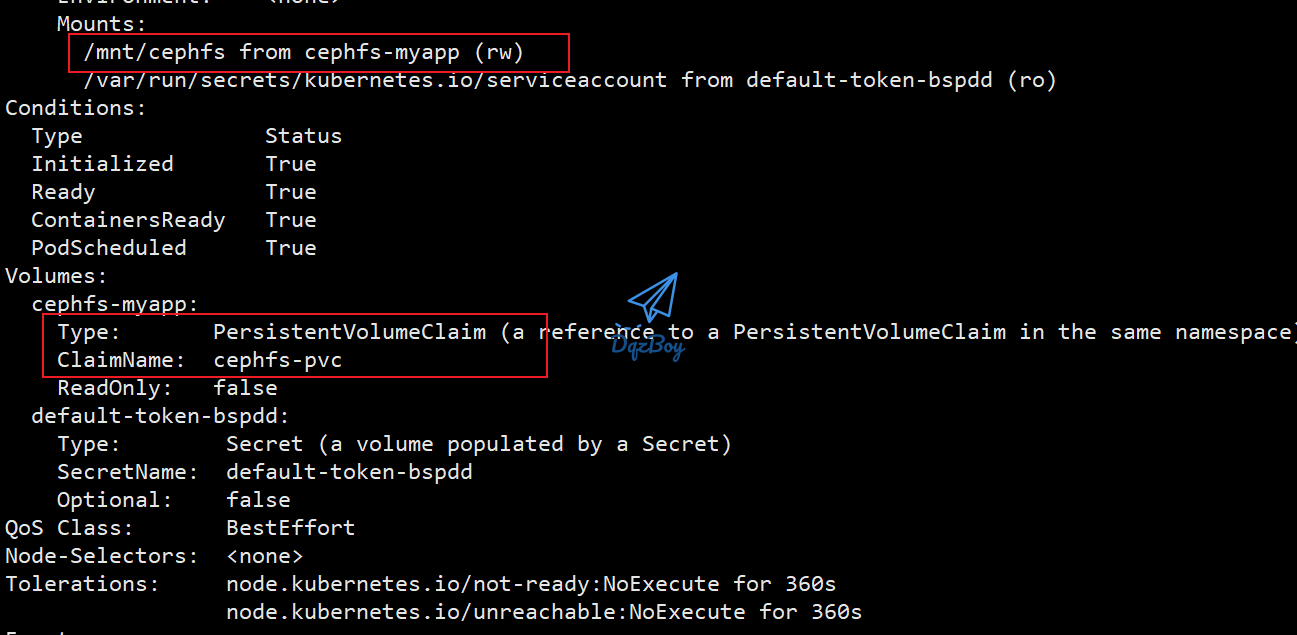 Environment:    <none>
    Mounts:
      /mnt/cephfs from cephfs-myapp (rw)
      /var/run/secrets/kubernetes.io/serviceaccount from default-token-bspdd (ro)
Conditions:
  Type              Status
  Initialized       True
  Ready             True
  ContainersReady   True
  PodScheduled      True
Volumes:
  cephfs-myapp:
    Type:       PersistentVolumeClaim (a reference to a PersistentVolumeClaim in the same namespace)
    ClaimName:  cephfs-pvc
    ReadOnly:   false
  default-token-bspdd:
    Type:        Secret (a volume populated by a Secret)
    SecretName:  default-token-bspdd
    Optional:    false
QoS Class:       BestEffort
Node-Selectors:  <none>
Tolerations:     node.kubernetes.io/not-ready:NoExecute for 360s
                 node.kubernetes.io/unreachable:NoExecute for 360s
DqzBoy